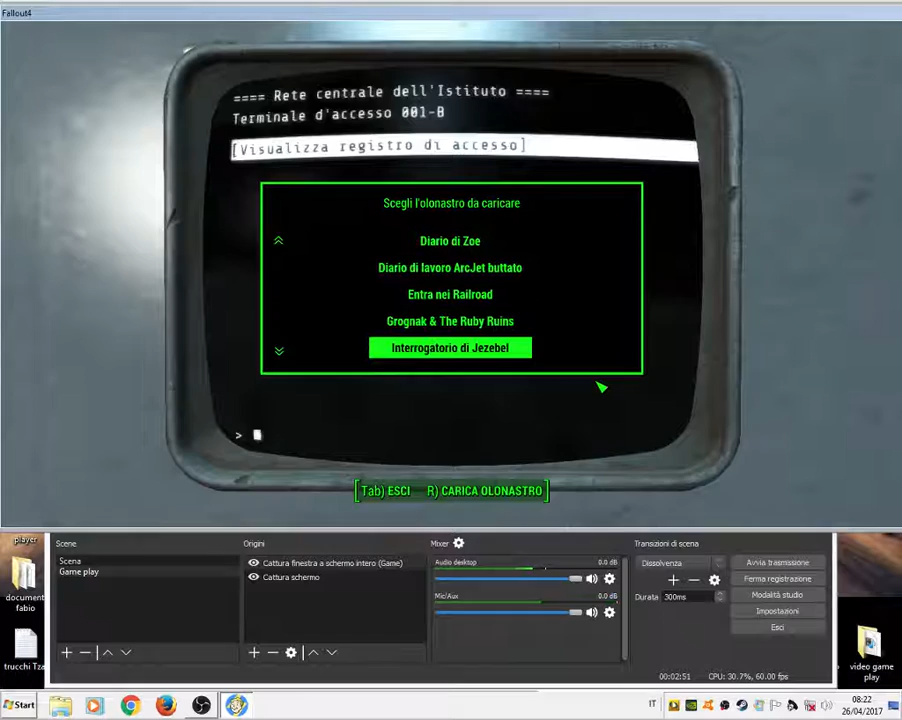 Fallout4
==== Rete centrale dell'Istituto ====
Terminale d'accesso 001-B
[Visualizza registro di accesso]
Scegli l'olonastro da caricare
Diario di Zoe
Diario di lavoro ArcJet buttato
Entra nei Railroad
Grognak & The Ruby Ruins
Interrogatorio di Jezebel
>
[Tab) ESCI R) CARICA OLONASTRO]
player
document fabio
trucchi Tza
Scene
Scena
Game play
Origini
Cattura finestra a schermo intero (Game)
Cattura schermo
Mixer
Audio desktop 0.0 dB
Mic/Aux 0.0 dB
Transizioni di scena
Dissolvenza
Durata 300ms
Avvia trasmissione
Ferma registrazione
Modalità studio
Impostazioni
Esci
00:02:51 CPU: 30.7%, 60.00 fps
video game play
Start
IT
08:22
26/04/2017